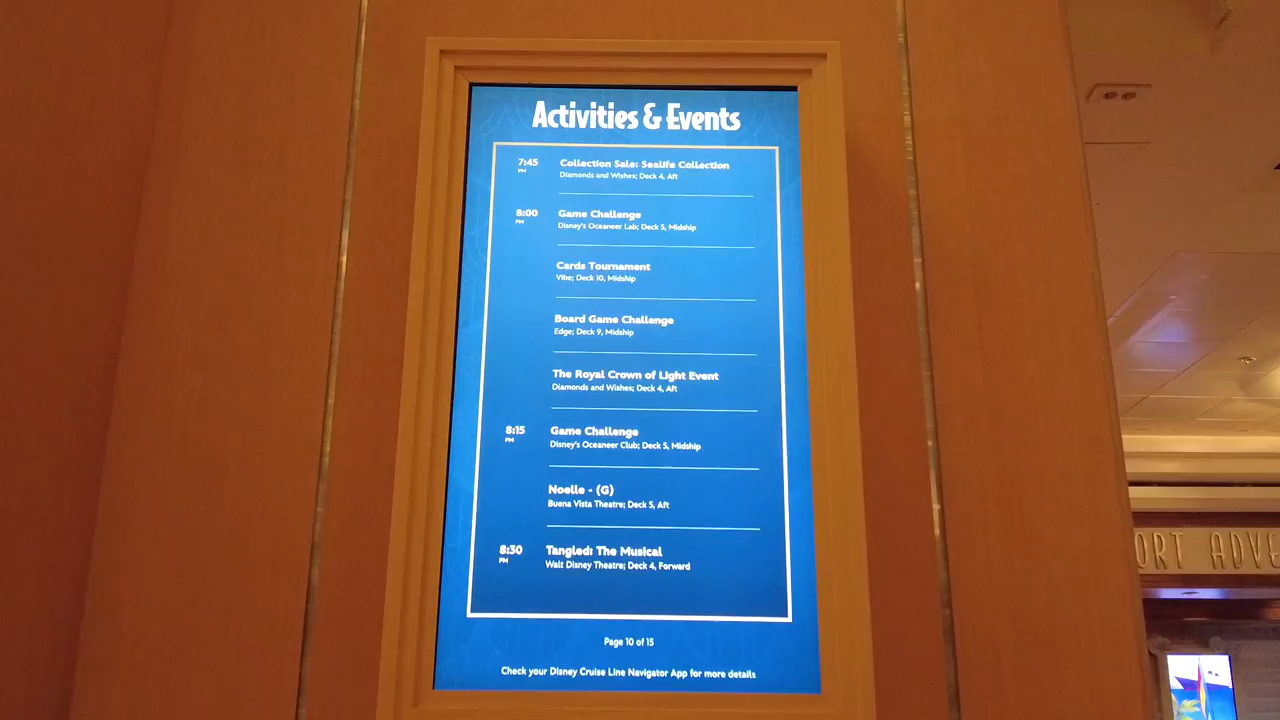 Activities & Events
7:45
PM
Collection Sale: Sealife Collection
Diamonds and Wishes; Deck 4, Aft
8:00
PM
Game Challenge
Disney's Oceaneer Lab; Deck 5, Midship
Cards Tournament
Vibe; Deck 10, Midship
Board Game Challenge
Edge; Deck 9, Midship
The Royal Crown of Light Event
Diamonds and Wishes; Deck 4, Aft
8:15
PM
Game Challenge
Disney's Oceaneer Club; Deck 5, Midship
Noelle - (G)
Buena Vista Theatre; Deck 5, Aft
8:30
PM
Tangled: The Musical
Walt Disney Theatre; Deck 4, Forward
Page 10 of 15
Check your Disney Cruise Line Navigator App for more details
ORT ADVE